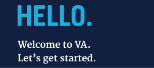 HELLO.
Welcome to VA.
Let's get started.